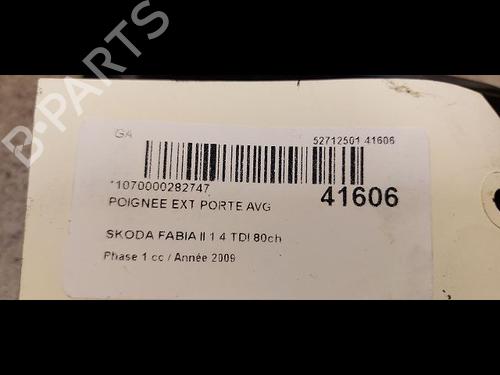 B-PARTS
GA
52712501 41606
*1070000282747
41606
POIGNEE EXT PORTE AVG
SKODA FABIA II 1 4 TDI 80ch
Phase 1 cc / Année 2009